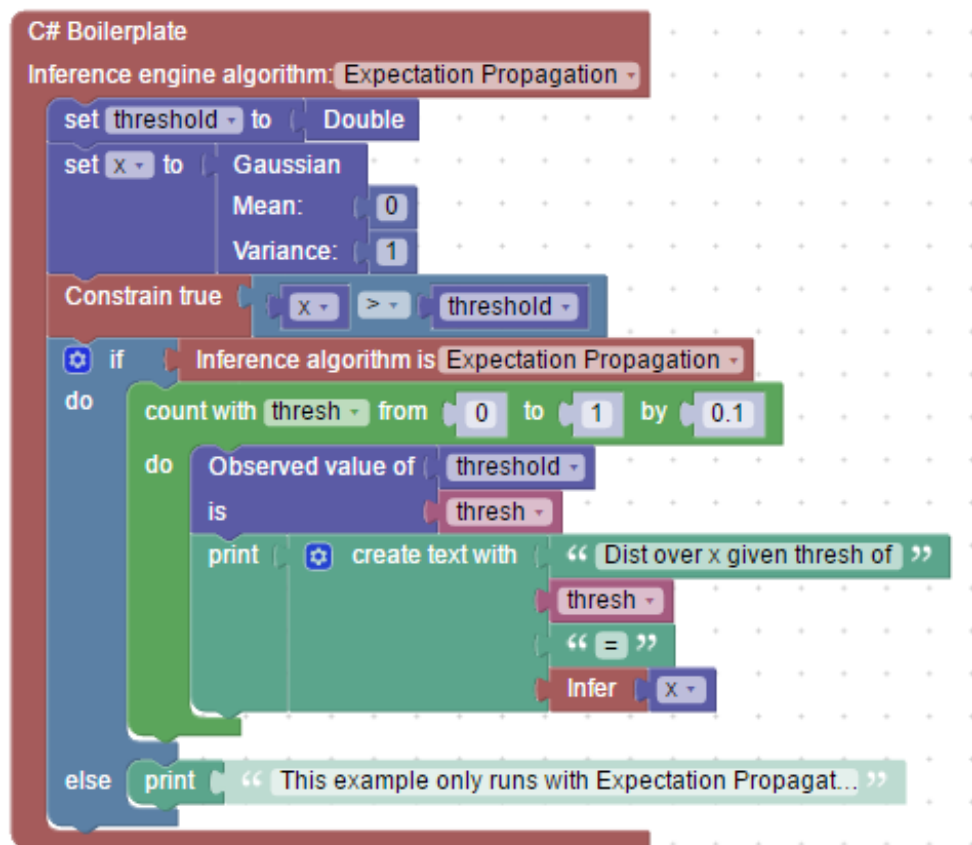 C# Boilerplate
Inference engine algorithm: Expectation Propagation
set threshold to Double
set x to Gaussian
Mean: 0
Variance: 1
Constrain true x > threshold
if Inference algorithm is Expectation Propagation
do count with thresh from 0 to 1 by 0.1
do Observed value of threshold
is thresh
print create text with “ Dist over x given thresh of ”
thresh
“ = ”
Infer x
else print “ This example only runs with Expectation Propagat... ”